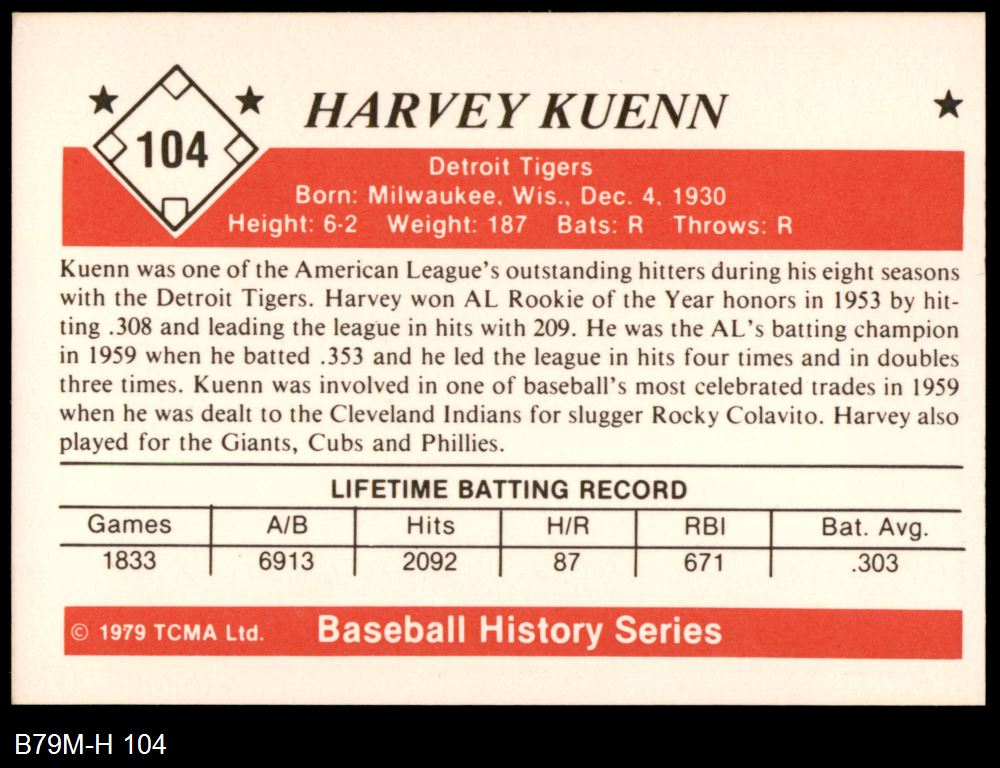 HARVEY KUENN
104
Detroit Tigers
Born: Milwaukee, Wis., Dec. 4, 1930
Height: 6-2 Weight: 187 Bats: R Throws: R
Kuenn was one of the American League's outstanding hitters during his eight seasons
with the Detroit Tigers. Harvey won AL Rookie of the Year honors in 1953 by hit-
ting .308 and leading the league in hits with 209. He was the AL's batting champion
in 1959 when he batted .353 and he led the league in hits four times and in doubles
three times. Kuenn was involved in one of baseball's most celebrated trades in 1959
when he was dealt to the Cleveland Indians for slugger Rocky Colavito. Harvey also
played for the Giants, Cubs and Phillies.
LIFETIME BATTING RECORD
Games A/B Hits H/R RBI Bat. Avg.
1833 6913 2092 87 671 .303
© 1979 TCMA Ltd. Baseball History Series
B79M-H 104